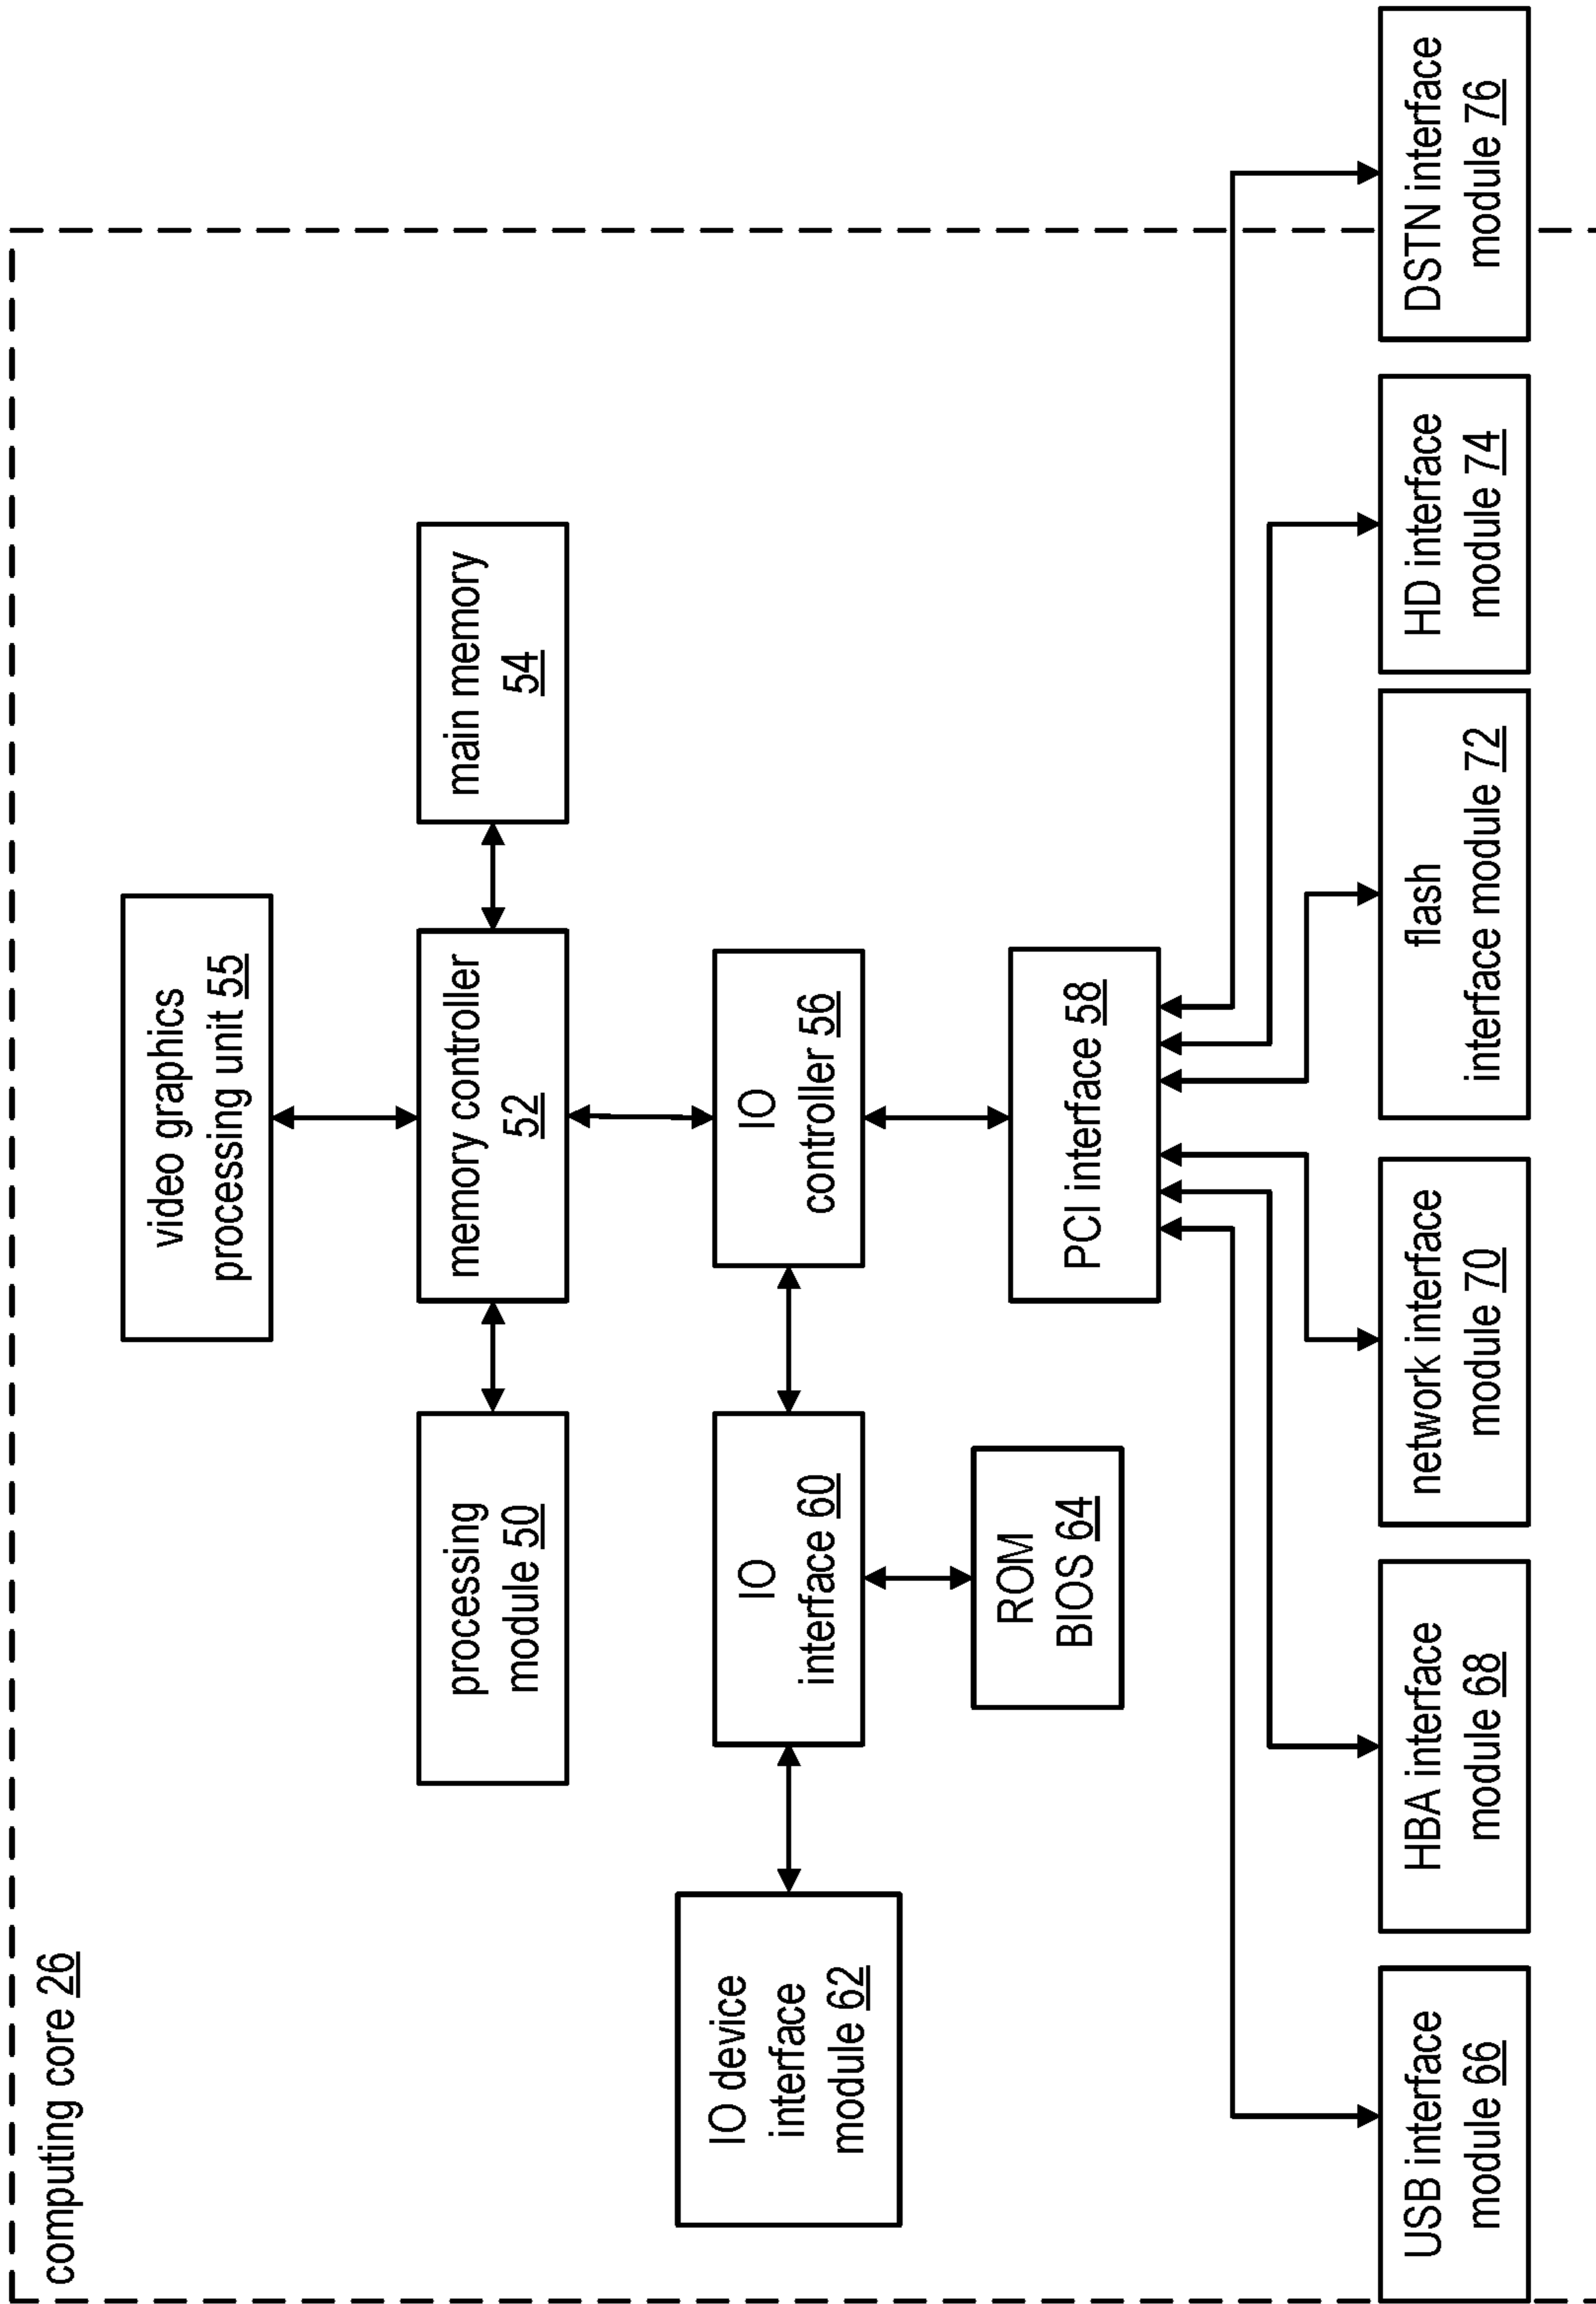 computing core 26
video graphics
processing unit 55
processing
module 50
memory controller
52
main memory
54
IO device
interface
module 62
IO
interface 60
IO
controller 56
ROM
BIOS 64
PCI interface 58
USB interface
module 66
HBA interface
module 68
network interface
module 70
flash
interface module 72
HD interface
module 74
DSTN interface
module 76